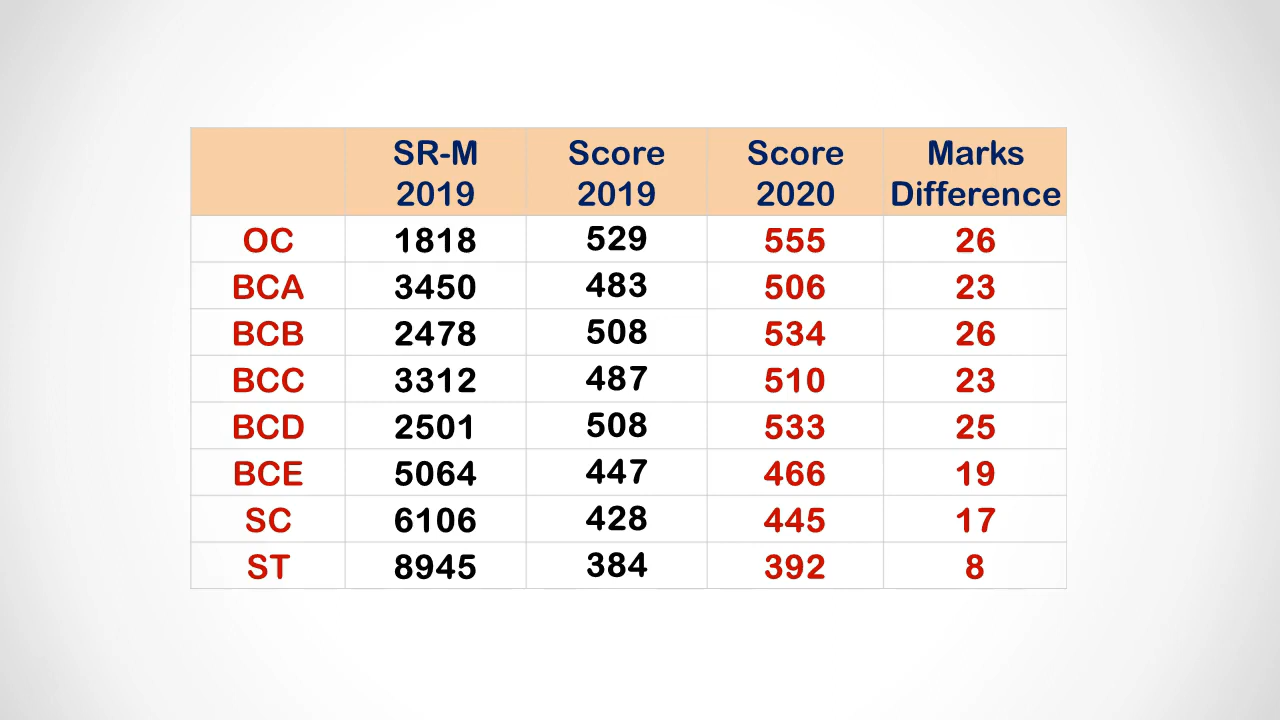 SR-M 2019 Score 2019 Score 2020 Marks Difference
OC 1818 529 555 26
BCA 3450 483 506 23
BCB 2478 508 534 26
BCC 3312 487 510 23
BCD 2501 508 533 25
BCE 5064 447 466 19
SC 6106 428 445 17
ST 8945 384 392 8